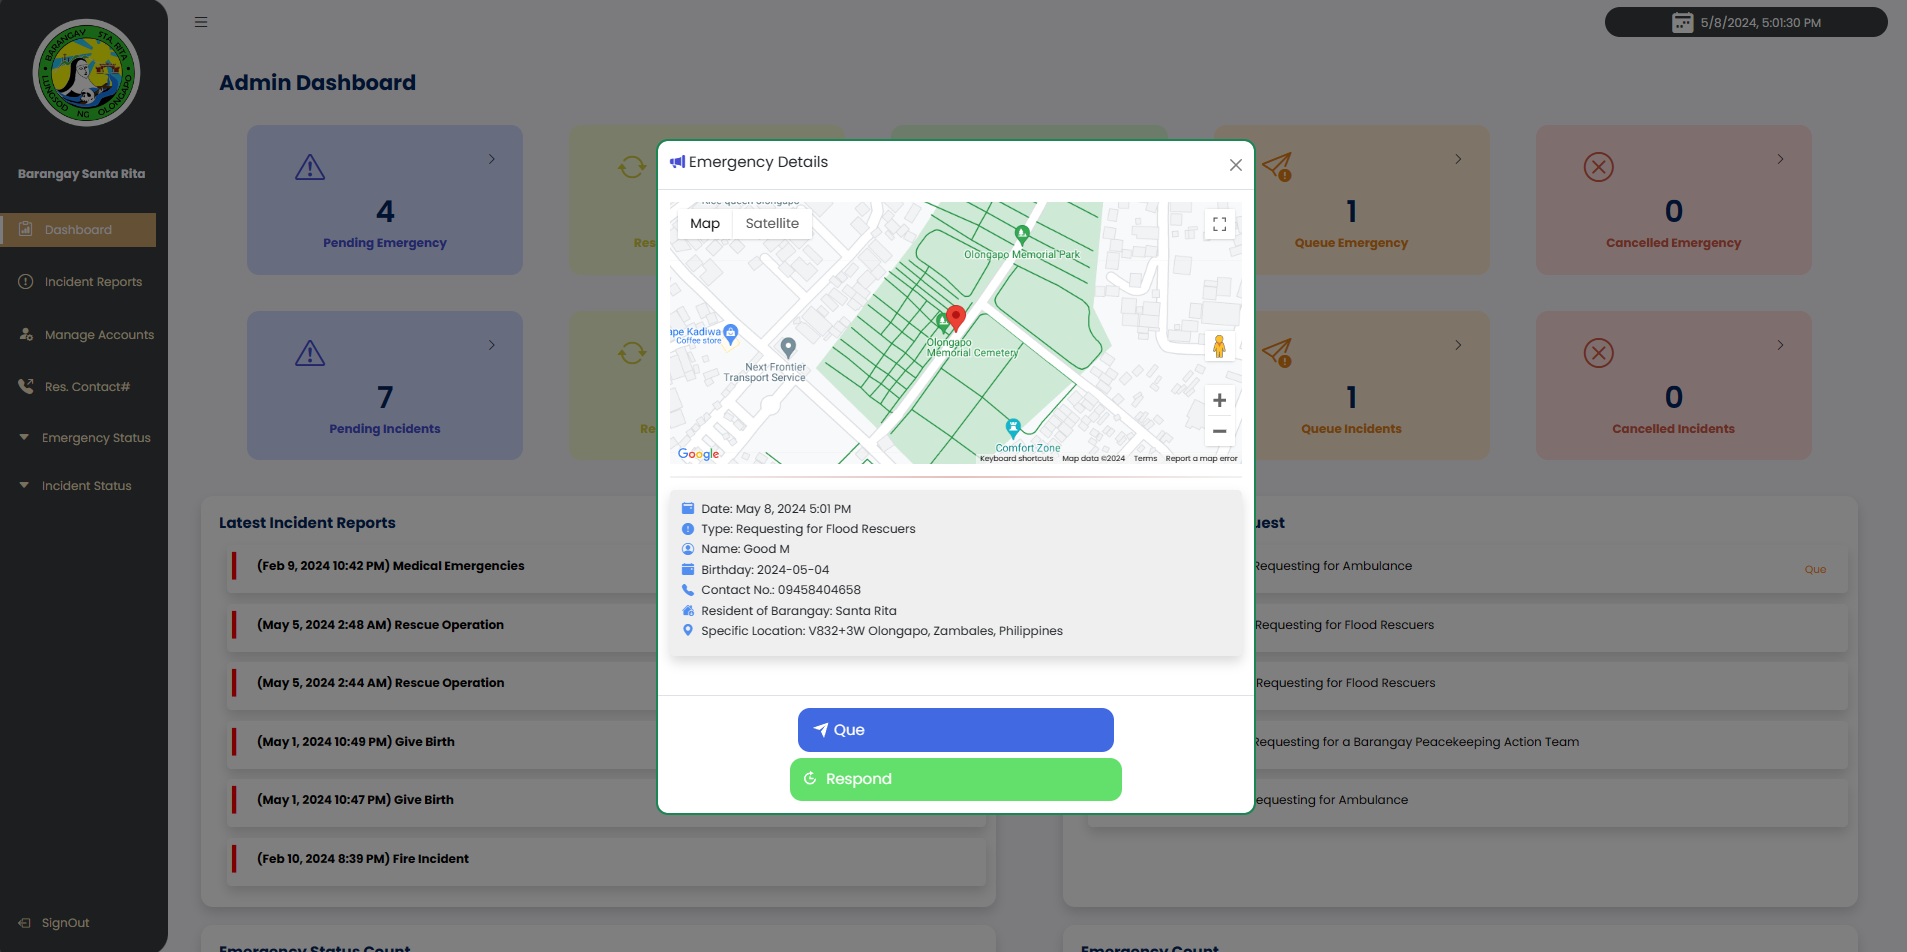 BARANGAY STA. RITA
LUNGSOD NG OLONGAPO
Barangay Santa Rita
Dashboard
Incident Reports
Manage Accounts
Res. Contact#
Emergency Status
Incident Status
SignOut
5/8/2024, 5:01:30 PM
Admin Dashboard
4
Pending Emergency
Res
1
Queue Emergency
0
Cancelled Emergency
7
Pending Incidents
Re
1
Queue Incidents
0
Cancelled Incidents
Emergency Details
Map
Satellite
Olongapo Memorial Park
ape Kadiwa
Coffee store
Next Frontier
Transport Service
Olongapo
Memorial Cemetery
Comfort Zone
Google
Keyboard shortcuts
Map data ©2024
Terms
Report a map error
Date: May 8, 2024 5:01 PM
Type: Requesting for Flood Rescuers
Name: Good M
Birthday: 2024-05-04
Contact No.: 09458404658
Resident of Barangay: Santa Rita
Specific Location: V832+3W Olongapo, Zambales, Philippines
Que
Respond
Latest Incident Reports
(Feb 9, 2024 10:42 PM) Medical Emergencies
(May 5, 2024 2:48 AM) Rescue Operation
(May 5, 2024 2:44 AM) Rescue Operation
(May 1, 2024 10:49 PM) Give Birth
(May 1, 2024 10:47 PM) Give Birth
(Feb 10, 2024 8:39 PM) Fire Incident
uest
Requesting for Ambulance
Que
Requesting for Flood Rescuers
Requesting for Flood Rescuers
Requesting for a Barangay Peacekeeping Action Team
equesting for Ambulance
Emergency Status Count
Emergency Count